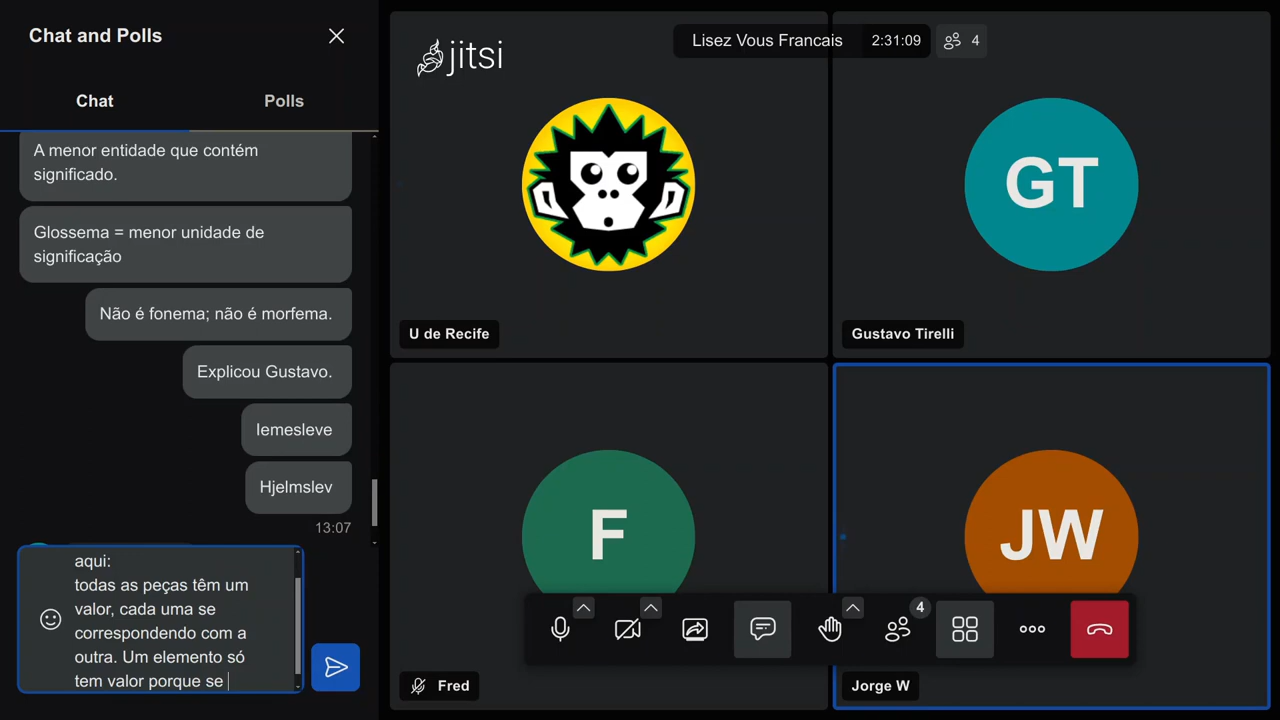 Chat and Polls
Chat
Polls
A menor entidade que contém
significado.
Glossema = menor unidade de
significação
Não é fonema; não é morfema.
Explicou Gustavo.
Iemesleve
Hjelmslev
13:07
aqui:
todas as peças têm um
valor, cada uma se
correspondendo com a
outra. Um elemento só
tem valor porque se
jitsi
Lisez Vous Francais
2:31:09
4
U de Recife
GT
Gustavo Tirelli
F
Fred
JW
Jorge W
4